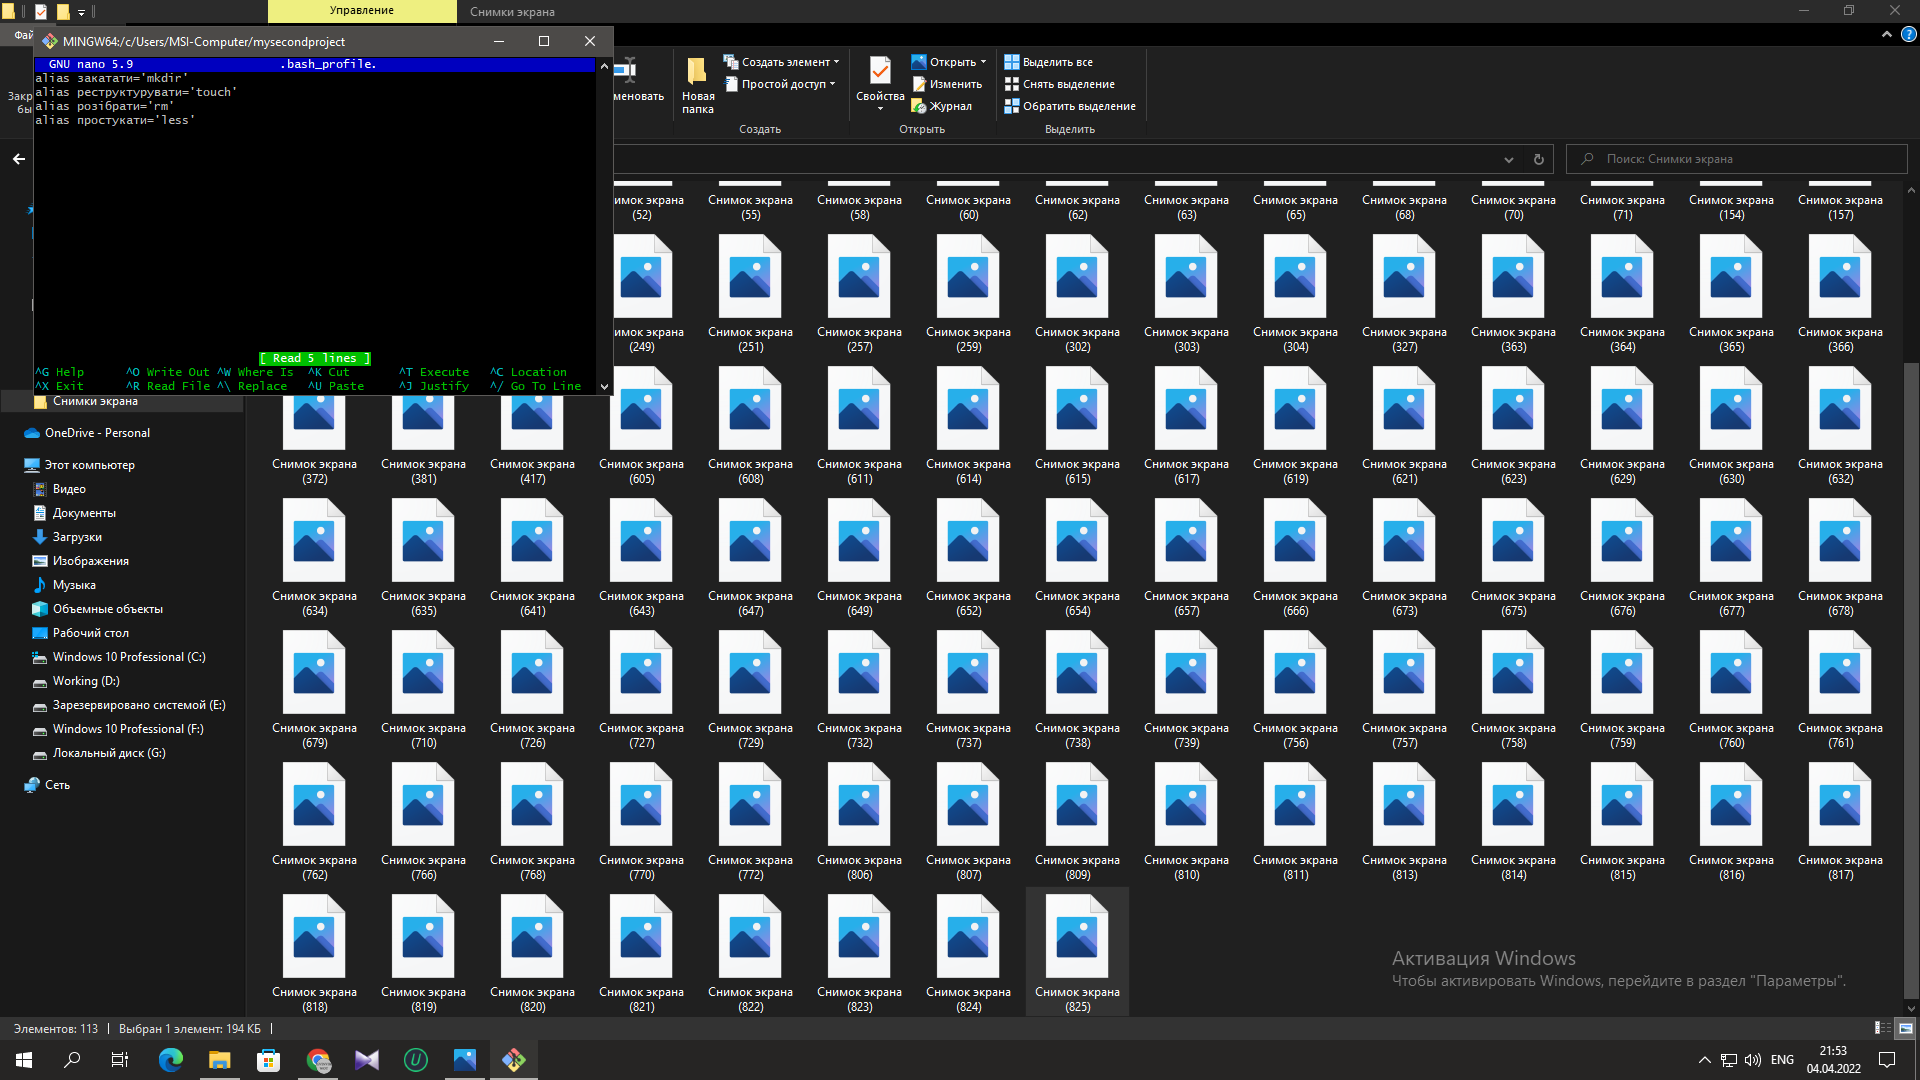 Управление
Снимки экрана
MINGW64:/c/Users/MSI-Computer/mysecondproject
GNU nano 5.9 .bash_profile.
alias закатати='mkdir'
alias реструктурувати='touch'
alias розібрати='rm'
alias простукати='less'
[ Read 5 lines ]
^G Help ^O Write Out ^W Where Is ^K Cut ^T Execute ^C Location
^X Exit ^R Read File ^\ Replace ^U Paste ^J Justify ^/ Go To Line
Новая
папка
Создать элемент
Простой доступ
Создать
Свойства
Открыть
Изменить
Журнал
Открыть
Выделить все
Снять выделение
Обратить выделение
Выделить
Поиск: Снимки экрана
Снимки экрана
OneDrive - Personal
Этот компьютер
Видео
Документы
Загрузки
Изображения
Музыка
Объемные объекты
Рабочий стол
Windows 10 Professional (C:)
Working (D:)
Зарезервировано системой (E:)
Windows 10 Professional (F:)
Локальный диск (G:)
Сеть
имок экрана Снимок экрана Снимок экрана Снимок экрана Снимок экрана Снимок экрана Снимок экрана Снимок экрана Снимок экрана Снимок экрана Снимок экрана Снимок экрана
(52) (55) (58) (60) (62) (63) (65) (68) (70) (71) (154) (157)
имок экрана Снимок экрана Снимок экрана Снимок экрана Снимок экрана Снимок экрана Снимок экрана Снимок экрана Снимок экрана Снимок экрана Снимок экрана Снимок экрана
(249) (251) (257) (259) (302) (303) (304) (327) (363) (364) (365) (366)
Снимок экрана Снимок экрана Снимок экрана Снимок экрана Снимок экрана Снимок экрана Снимок экрана Снимок экрана Снимок экрана Снимок экрана Снимок экрана Снимок экрана Снимок экрана Снимок экрана Снимок экрана
(372) (381) (417) (605) (608) (611) (614) (615) (617) (619) (621) (623) (629) (630) (632)
Снимок экрана Снимок экрана Снимок экрана Снимок экрана Снимок экрана Снимок экрана Снимок экрана Снимок экрана Снимок экрана Снимок экрана Снимок экрана Снимок экрана Снимок экрана Снимок экрана Снимок экрана
(634) (635) (641) (643) (647) (649) (652) (654) (657) (666) (673) (675) (676) (677) (678)
Снимок экрана Снимок экрана Снимок экрана Снимок экрана Снимок экрана Снимок экрана Снимок экрана Снимок экрана Снимок экрана Снимок экрана Снимок экрана Снимок экрана Снимок экрана Снимок экрана Снимок экрана
(679) (710) (726) (727) (729) (732) (737) (738) (739) (756) (757) (758) (759) (760) (761)
Снимок экрана Снимок экрана Снимок экрана Снимок экрана Снимок экрана Снимок экрана Снимок экрана Снимок экрана Снимок экрана Снимок экрана Снимок экрана Снимок экрана Снимок экрана Снимок экрана Снимок экрана
(762) (766) (768) (770) (772) (806) (807) (809) (810) (811) (813) (814) (815) (816) (817)
Снимок экрана Снимок экрана Снимок экрана Снимок экрана Снимок экрана Снимок экрана Снимок экрана Снимок экрана
(818) (819) (820) (821) (822) (823) (824) (825)
Активация Windows
Чтобы активировать Windows, перейдите в раздел "Параметры".
Элементов: 113 Выбран 1 элемент: 194 КБ
ENG
21:53
04.04.2022